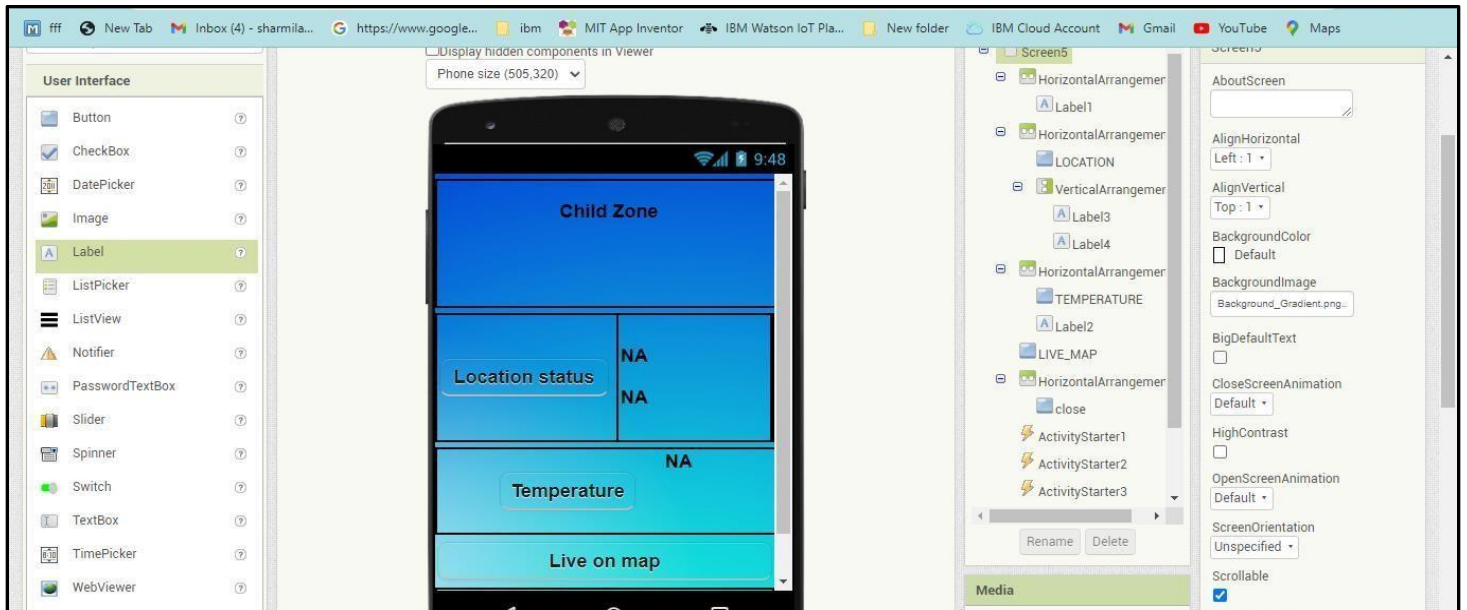 fff New Tab Inbox (4) - sharmila... https://www.google... ibm MIT App Inventor IBM Watson IoT Pla... New folder IBM Cloud Account Gmail YouTube Maps
User Interface
Button
CheckBox
DatePicker
Image
Label
ListPicker
ListView
Notifier
PasswordTextBox
Slider
Spinner
Switch
TextBox
TimePicker
WebViewer
Display hidden components in Viewer
Phone size (505,320)
9:48
Child Zone
Location status
NA
NA
NA
Temperature
Live on map
Screen5
HorizontalArrangemer
Label1
HorizontalArrangemer
LOCATION
VerticalArrangemer
Label3
Label4
HorizontalArrangemer
TEMPERATURE
Label2
LIVE_MAP
HorizontalArrangemer
close
ActivityStarter1
ActivityStarter2
ActivityStarter3
Rename Delete
Media
Screen5
AboutScreen
AlignHorizontal
Left : 1
AlignVertical
Top : 1
BackgroundColor
Default
BackgroundImage
Background_Gradient.png...
BigDefaultText
CloseScreenAnimation
Default
HighContrast
OpenScreenAnimation
Default
ScreenOrientation
Unspecified
Scrollable